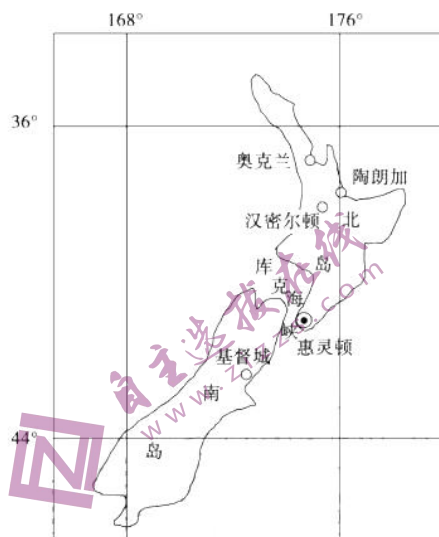 168° 176°
36°
奥克兰
陶朗加
汉密尔顿
北
岛
库
克
海
峡
惠灵顿
基督城
南
44°
岛
自主选拔在线
www.zizzs.com